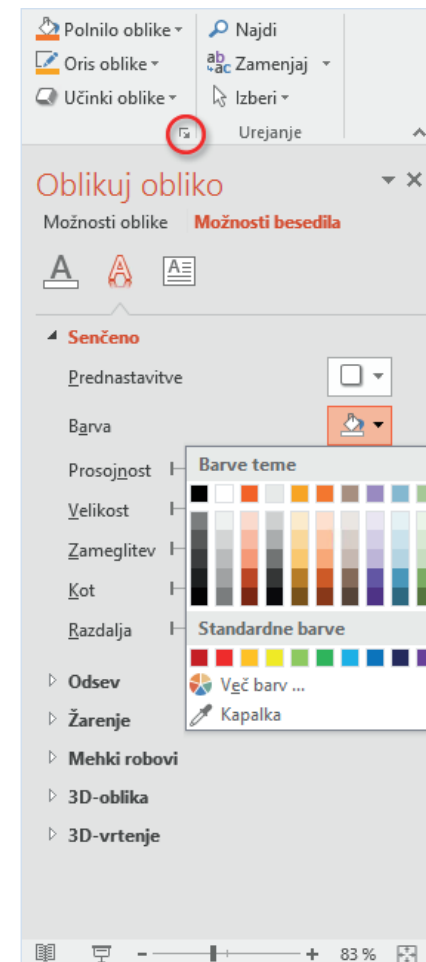 Polnilo oblike
Oris oblike
Učinki oblike
Najdi
abac Zamenjaj
Izberi
Urejanje
Oblikuj obliko
Možnosti oblike Možnosti besedila
A A A
Senčeno
Prednastavitve
Barva
Prosojnost
Velikost
Zameglitev
Kot
Razdalja
Barve teme
Standardne barve
Več barv ...
Kapalka
Odsev
Žarenje
Mehki robovi
3D-oblika
3D-vrtenje
83 %